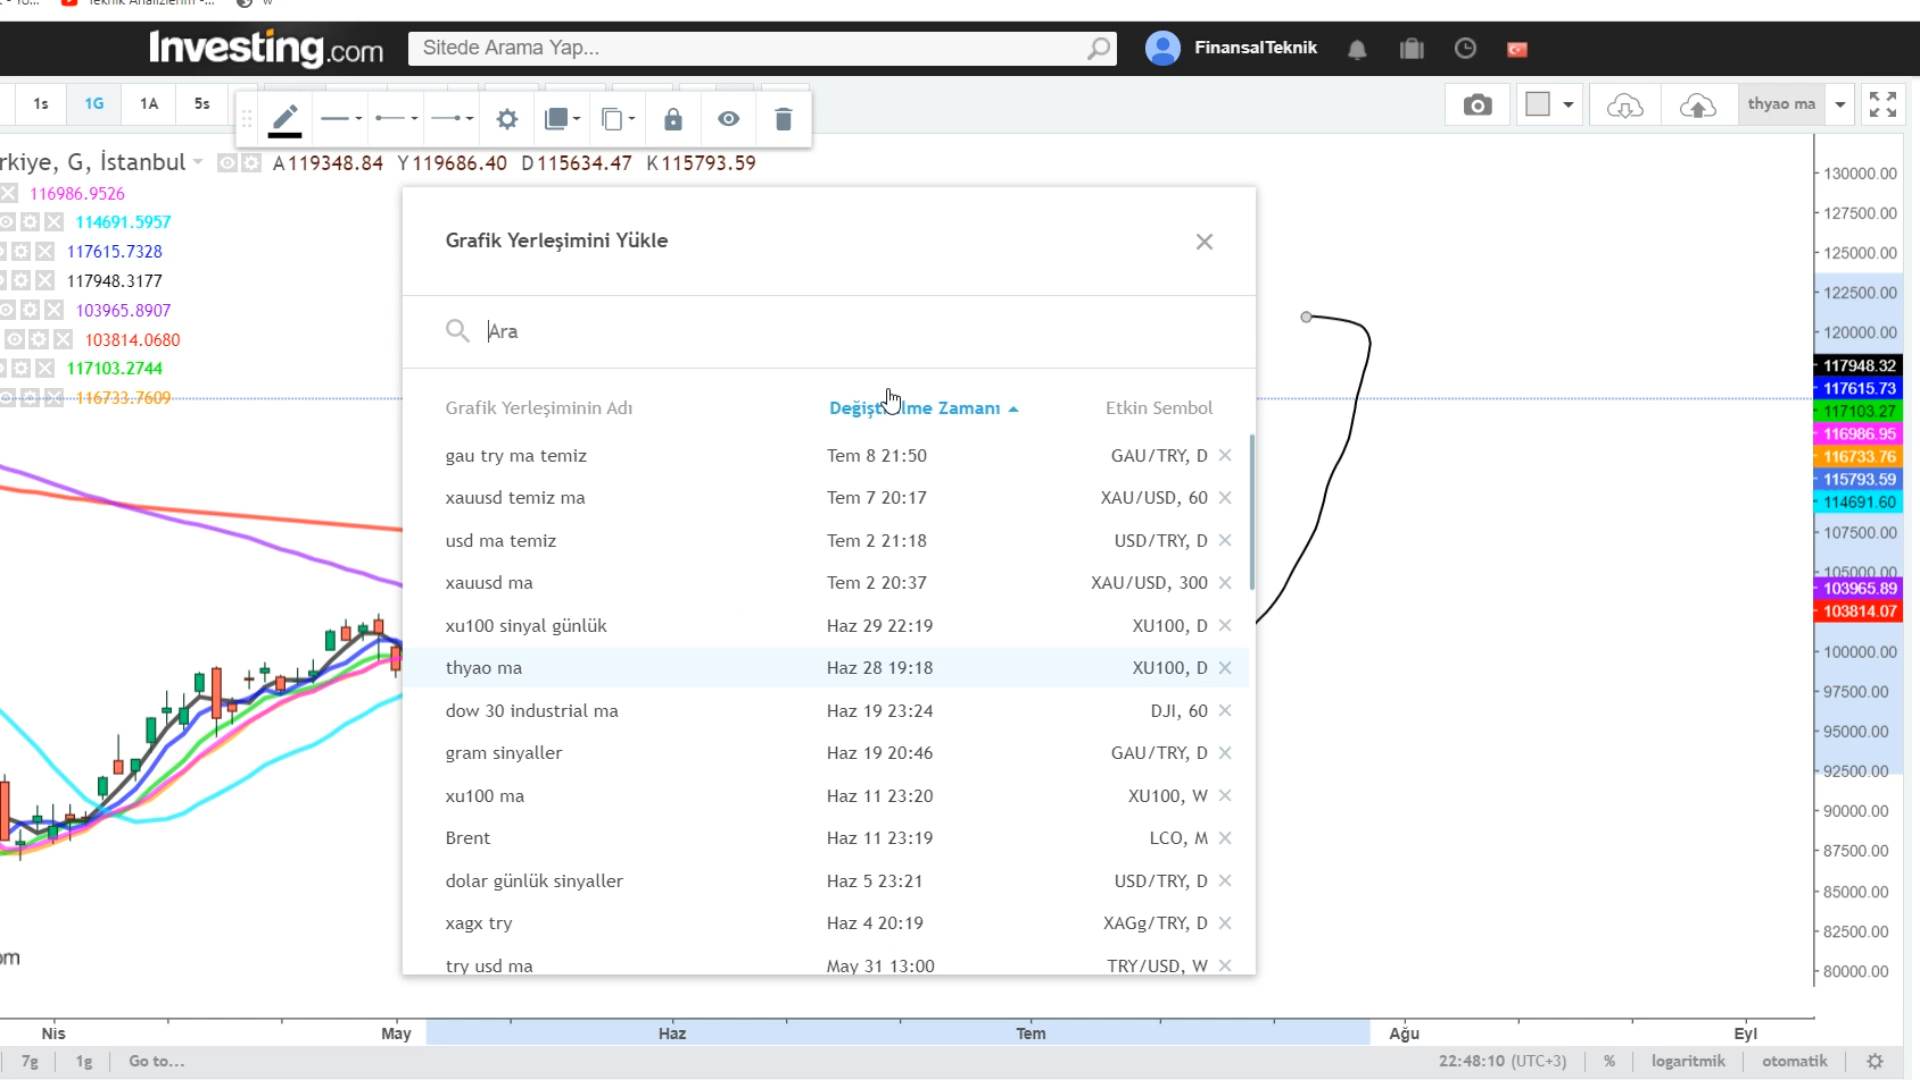 w
Investing.com
Sitede Arama Yap...
FinansalTeknik
1s 1G 1A 5s
thyao ma
rkiye, G, İstanbul A119348.84 Y119686.40 D115634.47 K115793.59
116986.9526
114691.5957
117615.7328
117948.3177
103965.8907
103814.0680
117103.2744
116733.7609
Grafik Yerleşimini Yükle
Ara
Grafik Yerleşiminin Adı Değiştirilme Zamanı Etkin Sembol
gau try ma temiz Tem 8 21:50 GAU/TRY, D
xauusd temiz ma Tem 7 20:17 XAU/USD, 60
usd ma temiz Tem 2 21:18 USD/TRY, D
xauusd ma Tem 2 20:37 XAU/USD, 300
xu100 sinyal günlük Haz 29 22:19 XU100, D
thyao ma Haz 28 19:18 XU100, D
dow 30 industrial ma Haz 19 23:24 DJI, 60
gram sinyaller Haz 19 20:46 GAU/TRY, D
xu100 ma Haz 11 23:20 XU100, W
Brent Haz 11 23:19 LCO, M
dolar günlük sinyaller Haz 5 23:21 USD/TRY, D
xagx try Haz 4 20:19 XAGg/TRY, D
try usd ma May 31 13:00 TRY/USD, W
130000.00
127500.00
125000.00
122500.00
120000.00
117948.32
117615.73
117103.27
116986.95
116733.76
115793.59
114691.60
107500.00
105000.00
103965.89
103814.07
100000.00
97500.00
95000.00
92500.00
90000.00
87500.00
85000.00
82500.00
80000.00
om
Nis May Haz Tem Ağu Eyl
7g 1g Go to... 22:48:10 (UTC+3) % logaritmik otomatik